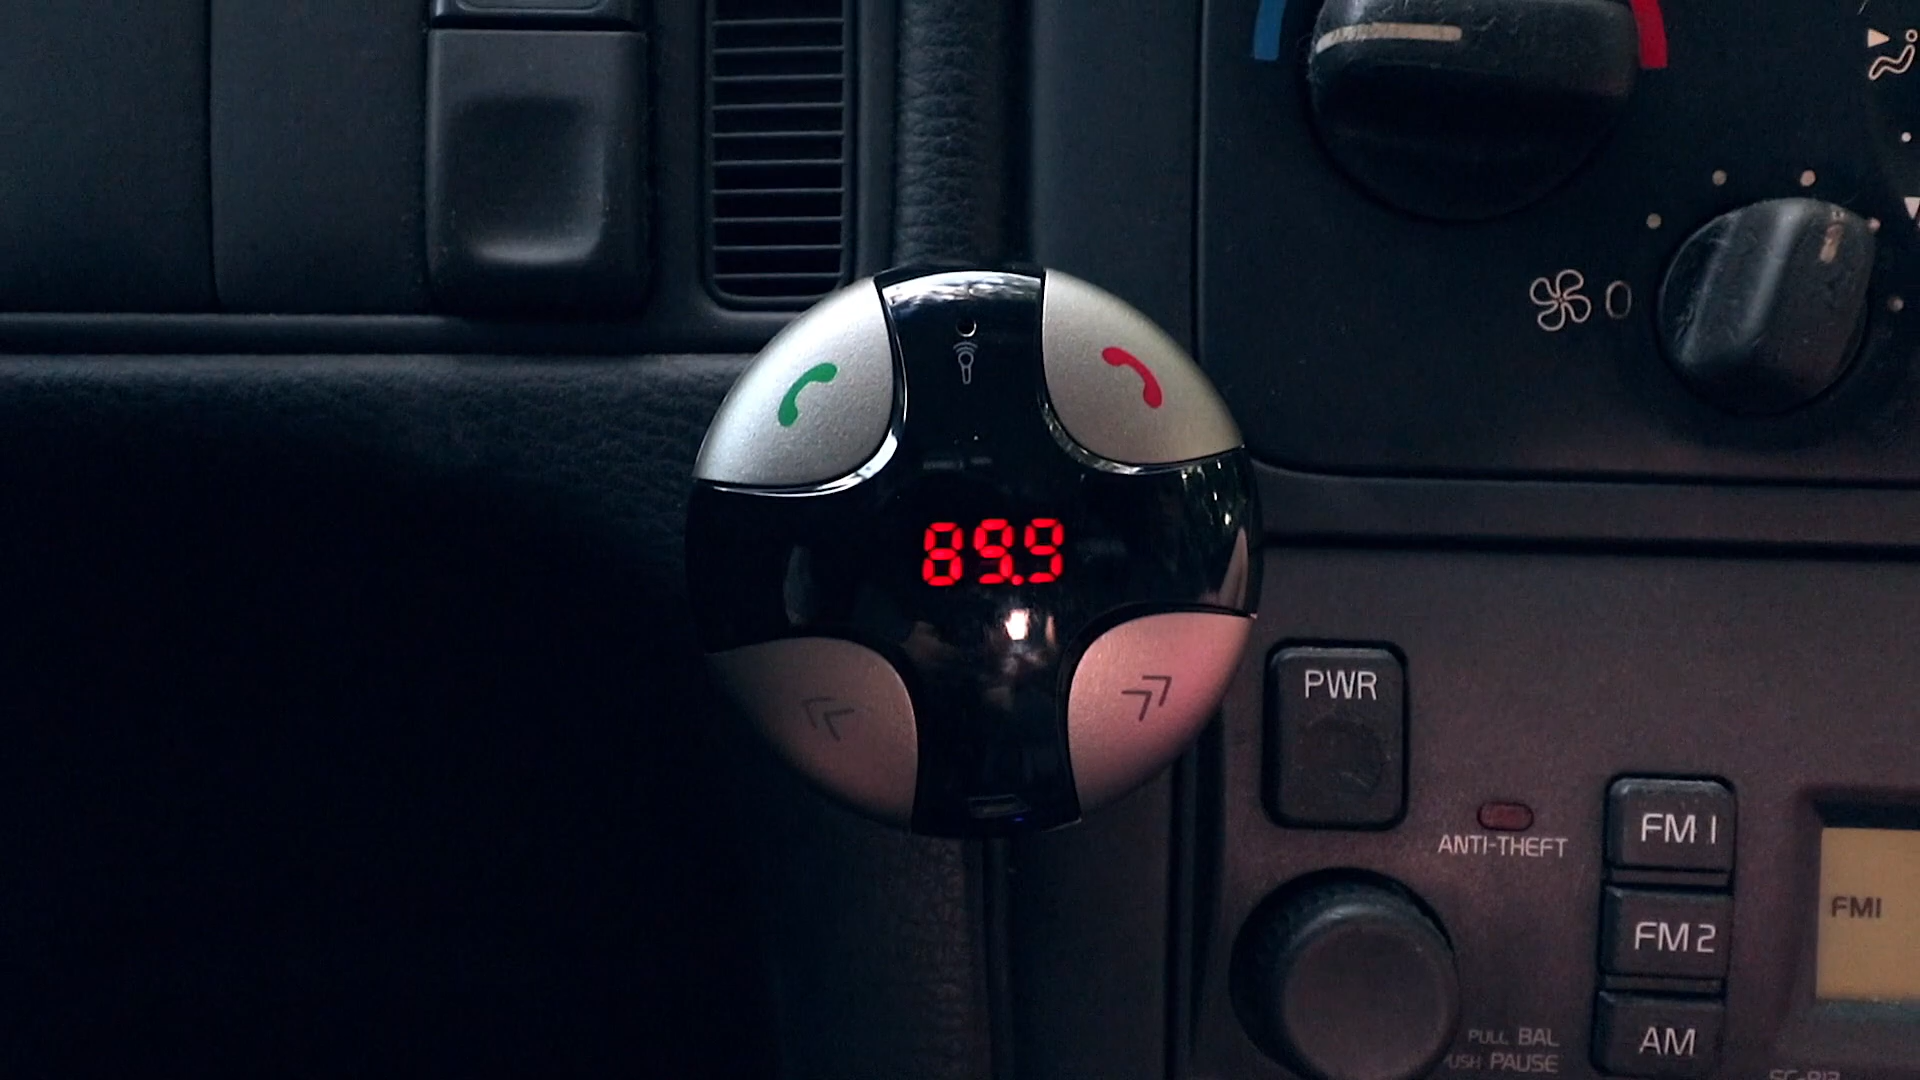 0
89.9
PWR
ANTI-THEFT
FM 1
FM 2
AM
FM1
PULL BAL
PUSH PAUSE